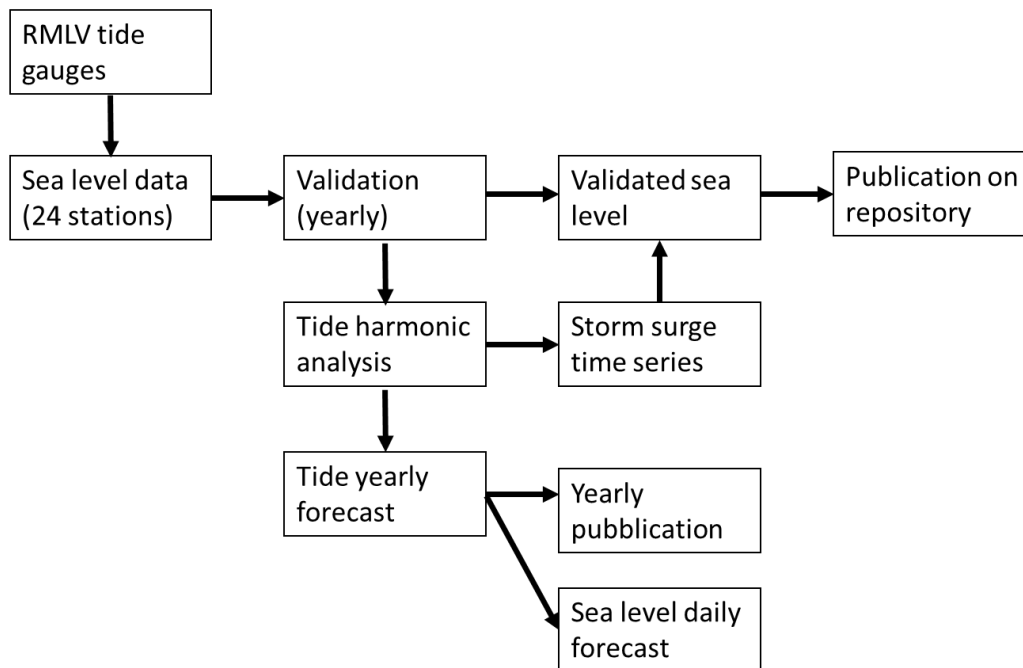 RMLV tide
gauges
Sea level data
(24 stations)
Validation
(yearly)
Validated sea
level
Publication on
repository
Tide harmonic
analysis
Storm surge
time series
Tide yearly
forecast
Yearly
pubblication
Sea level daily
forecast